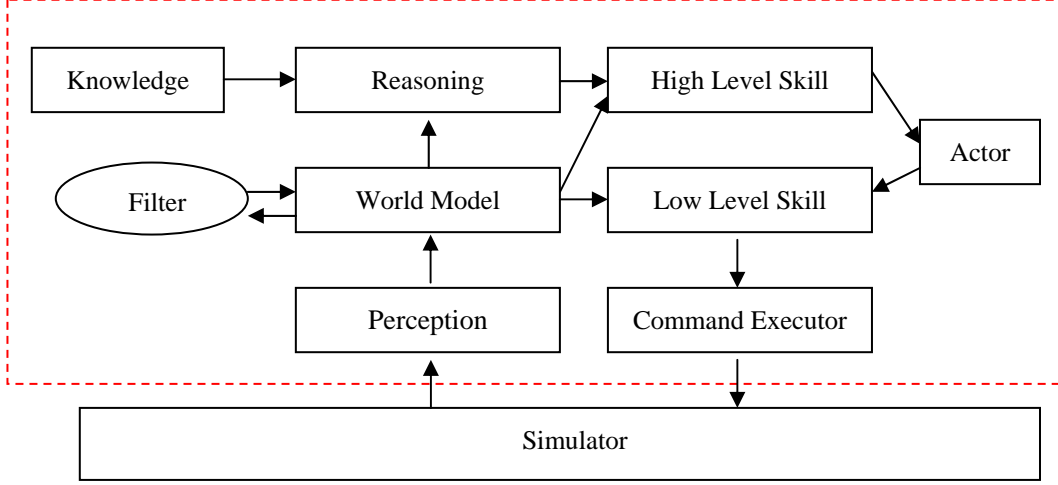 Knowledge
Reasoning
High Level Skill
Actor
Filter
World Model
Low Level Skill
Perception
Command Executor
Simulator